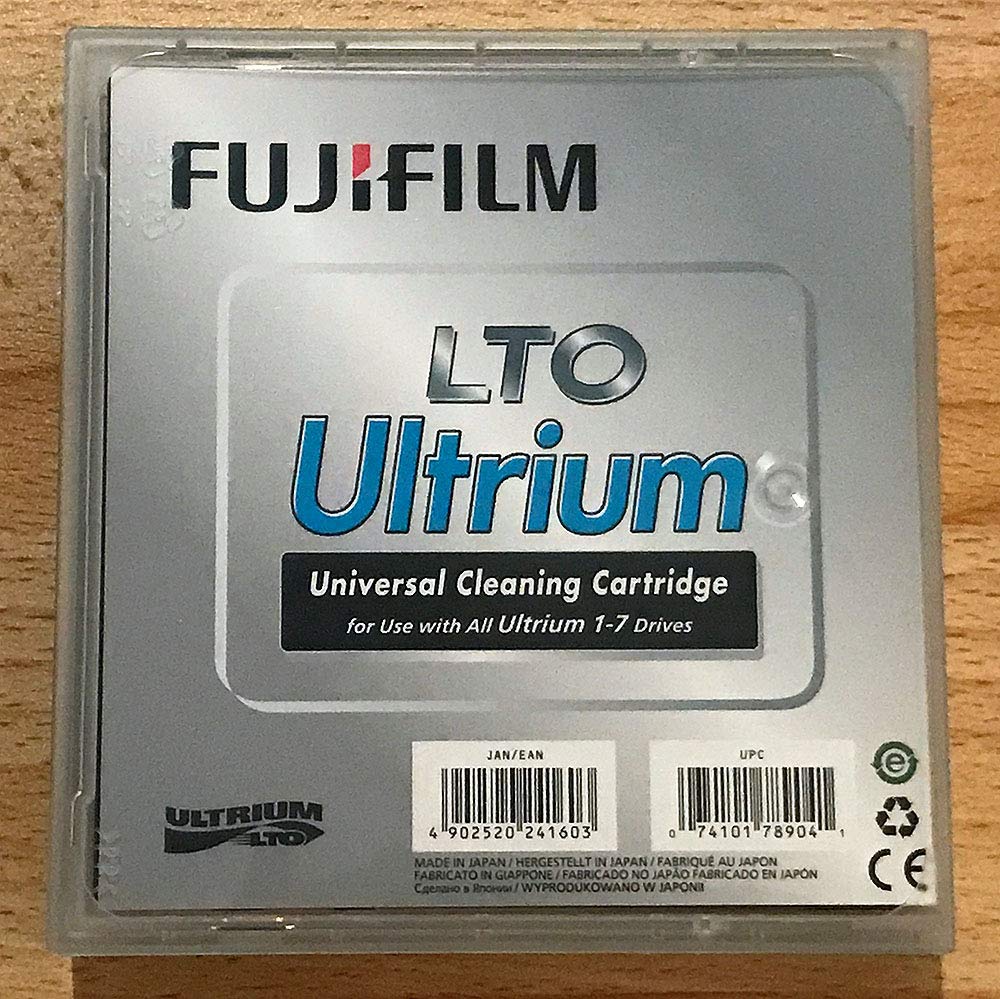 FUJIFILM
LTO
Ultrium
Universal Cleaning Cartridge
for Use with All Ultrium 1-7 Drives
JAN/EAN
4 902520 241603
UPC
0 74101 78904 1
e
ULTRIUM
LTO
MADE IN JAPAN / HERGESTELLT IN JAPAN / FABRIQUÉ AU JAPON
FABRICATO IN GIAPPONE / FABRICADO NO JAPÃO FABRICADO EN JAPÓN
Сделано в Японии / WYPRODUKOWANO W JAPONII
CE